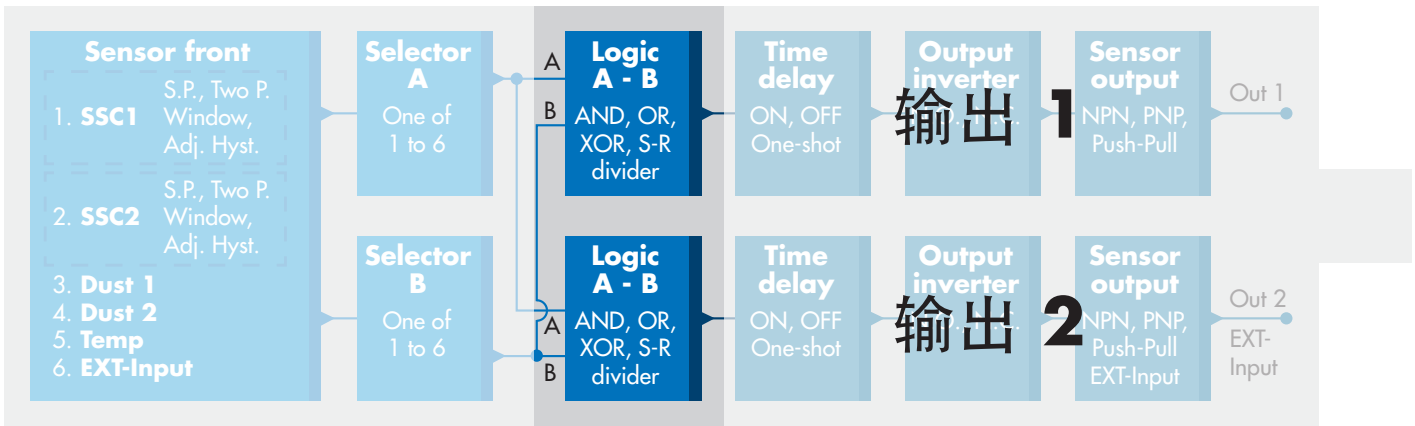 Sensor front
1. SSC1
S.P., Two P.
Window,
Adj. Hyst.
2. SSC2
S.P., Two P.
Window,
Adj. Hyst.
3. Dust 1
4. Dust 2
5. Temp
6. EXT-Input
Selector
A
One of
1 to 6
Selector
B
One of
1 to 6
A
B
Logic
A - B
AND, OR,
XOR, S-R
divider
Time
delay
ON, OFF
One-shot
Output
inverter
输出 1
Sensor
output
NPN, PNP,
Push-Pull
Out 1
A
B
Logic
A - B
AND, OR,
XOR, S-R
divider
Time
delay
ON, OFF
One-shot
Output
inverter
输出 2
Sensor
output
NPN, PNP,
Push-Pull
EXT-Input
Out 2
EXT-
Input